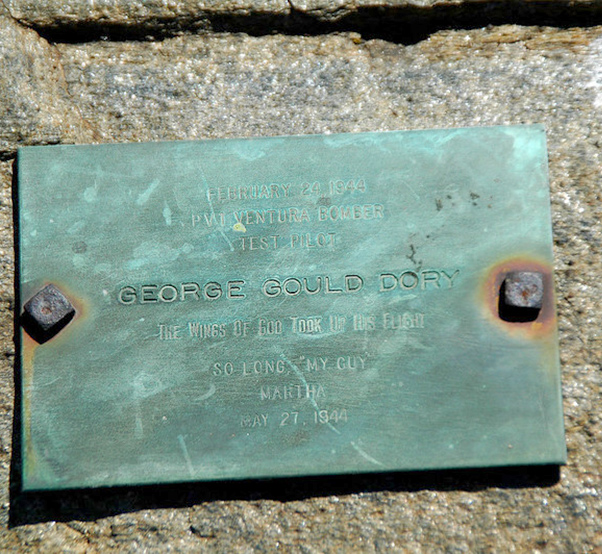 FEBRUARY 24, 1944
PV1 VENTURA BOMBER
TEST PILOT
GEORGE GOULD DORY
THE WINGS OF GOD TOOK UP HIS FLIGHT
SO LONG, "MY GUY"
MARTHA
MAY 27, 1944